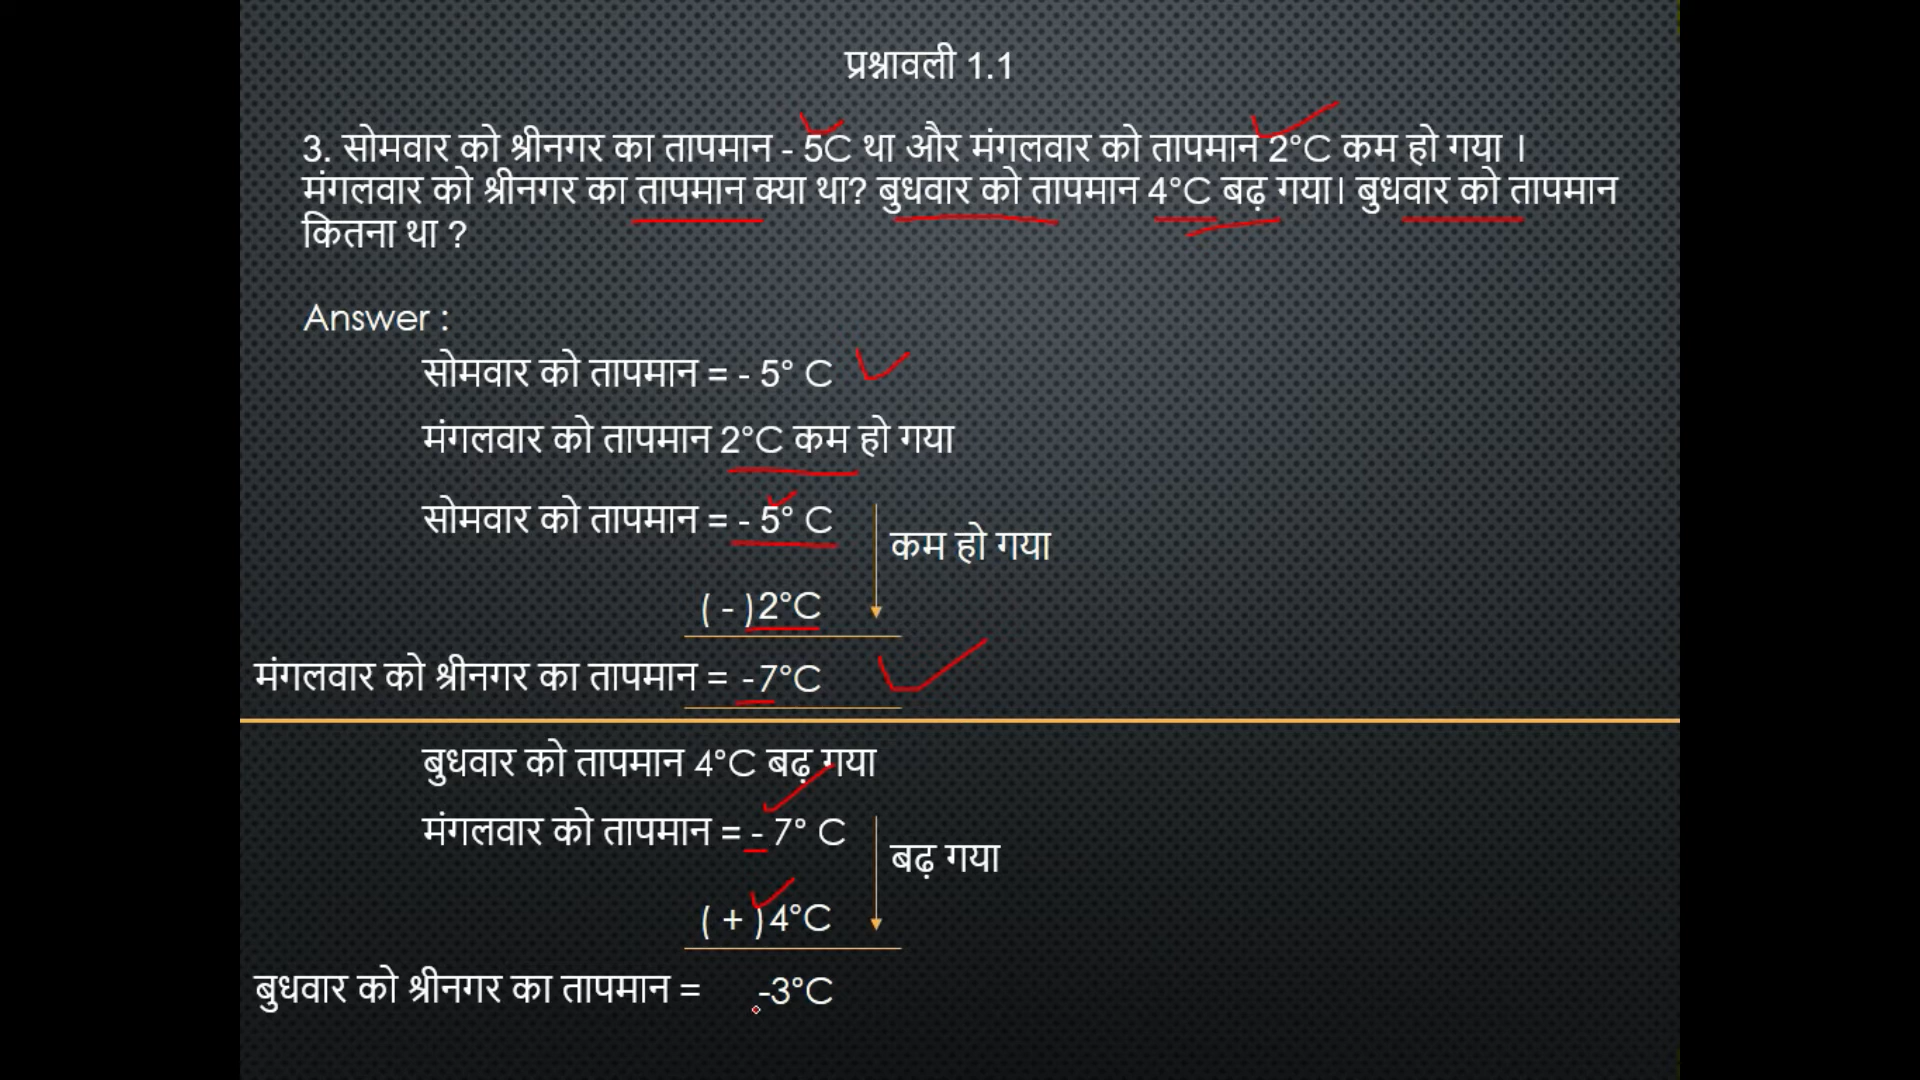 प्रश्नावली 1.1
3. सोमवार को श्रीनगर का तापमान - 5C था और मंगलवार को तापमान 2°C कम हो गया ।
मंगलवार को श्रीनगर का तापमान क्या था? बुधवार को तापमान 4°C बढ़ गया। बुधवार को तापमान
कितना था ?
Answer :
सोमवार को तापमान = - 5° C
मंगलवार को तापमान 2°C कम हो गया
सोमवार को तापमान = - 5° C
कम हो गया
( - )2°C
मंगलवार को श्रीनगर का तापमान = -7°C
बुधवार को तापमान 4°C बढ़ गया
मंगलवार को तापमान = - 7° C
बढ़ गया
( + )4°C
बुधवार को श्रीनगर का तापमान = -3°C